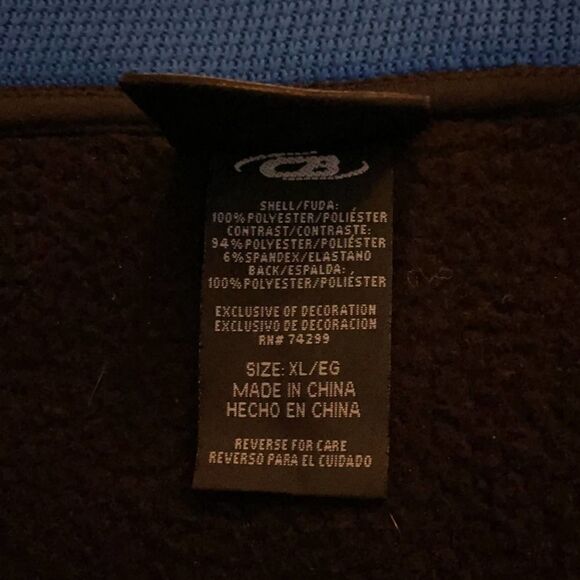 CB
SHELL/FUDA:
100% POLYESTER/POLIÉSTER
CONTRAST/CONTRASTE:
94% POLYESTER/POLIÉSTER
6% SPANDEX/ELASTANO
BACK/ESPALDA: ,
100% POLYESTER/POLIÉSTER
EXCLUSIVE OF DECORATION
EXCLUSIVO DE DECORACION
RN# 74299
SIZE: XL/EG
MADE IN CHINA
HECHO EN CHINA
REVERSE FOR CARE
REVERSO PARA EL CUIDADO